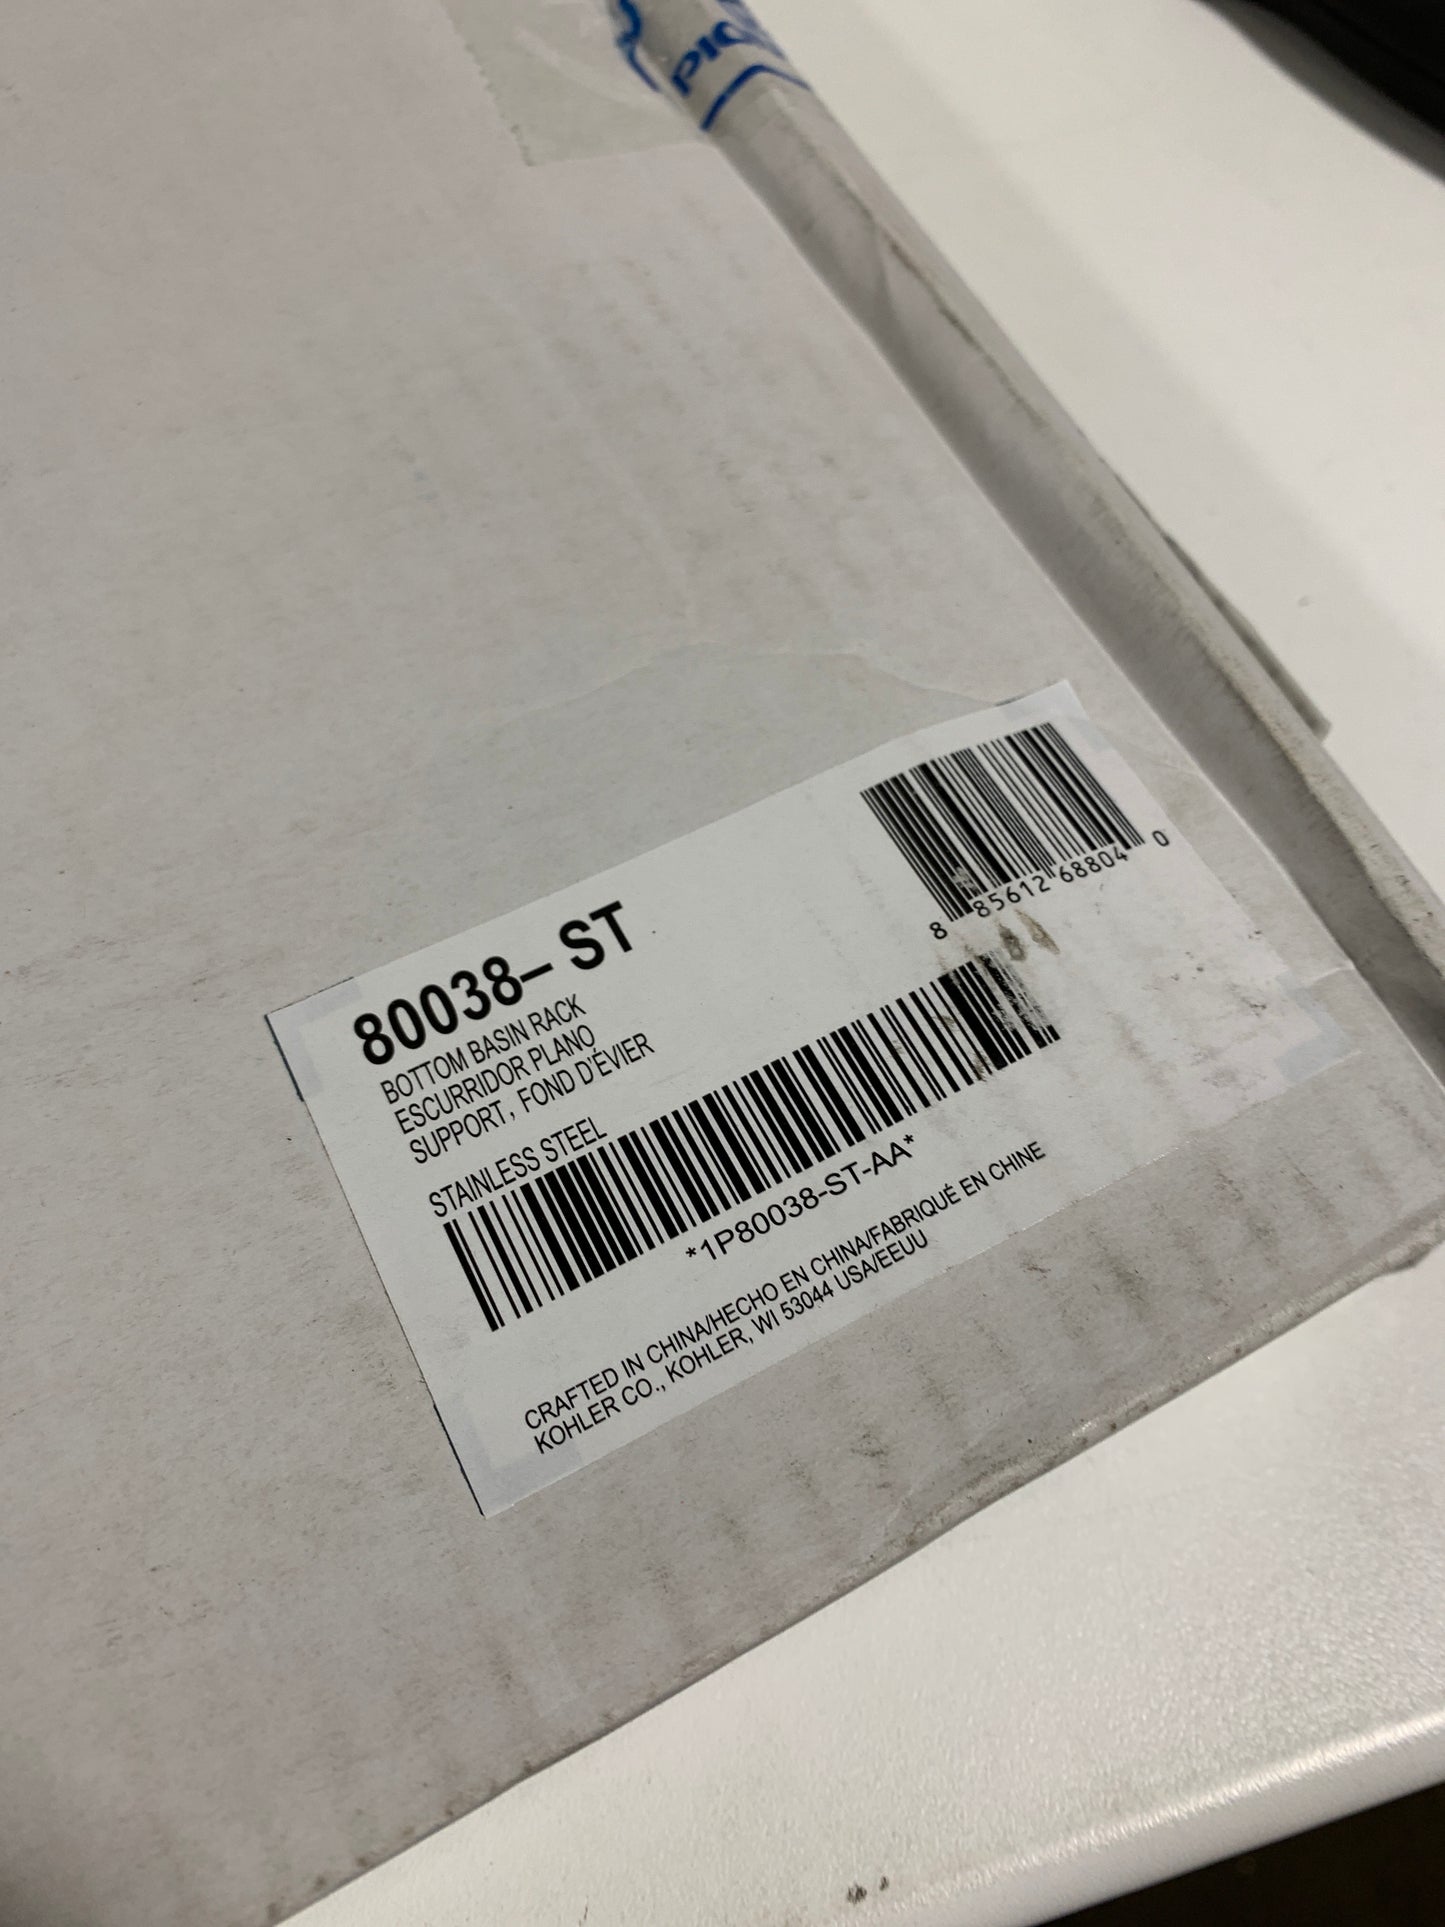 80038– ST
BOTTOM BASIN RACK
ESCURRIDOR PLANO
SUPPORT, FOND D'ÉVIER
STAINLESS STEEL
8 85612 68804 0
*1P80038-ST-AA*
CRAFTED IN CHINA/HECHO EN CHINA/FABRIQUÉ EN CHINE
KOHLER CO., KOHLER, WI 53044 USA/EEUU